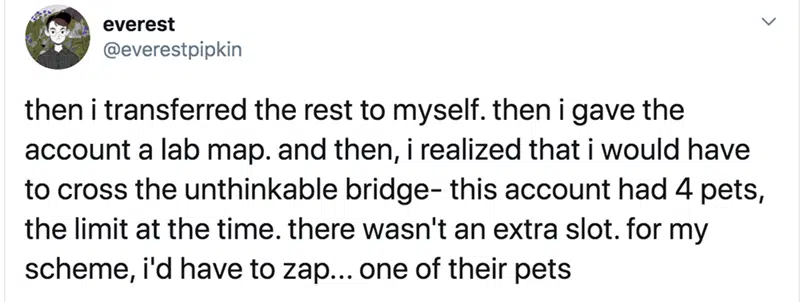 everest
@everestpipkin
then i transferred the rest to myself. then i gave the
account a lab map. and then, i realized that i would have
to cross the unthinkable bridge- this account had 4 pets,
the limit at the time. there wasn't an extra slot. for my
scheme, i'd have to zap... one of their pets